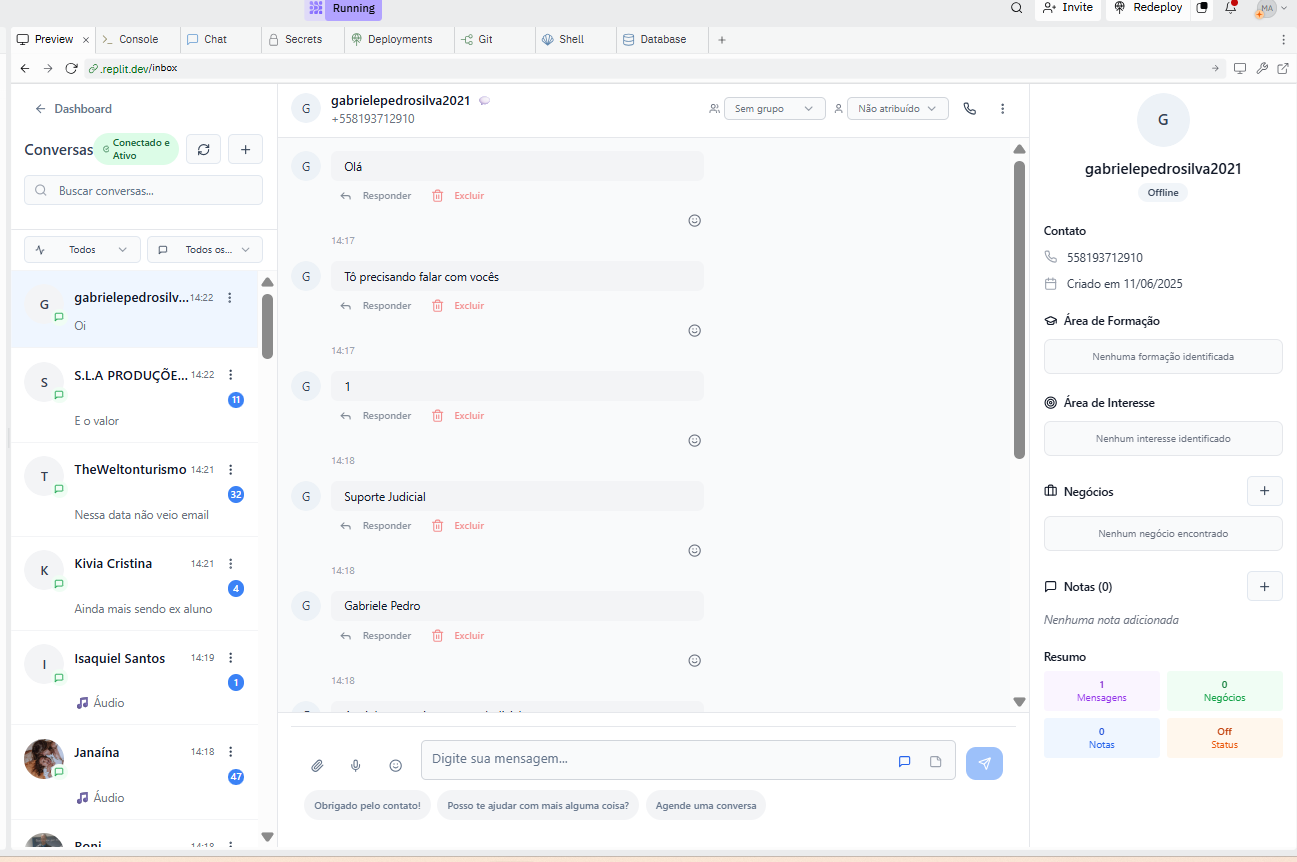 Running
Invite
Redeploy
MA
Preview
Console
Chat
Secrets
Deployments
Git
Shell
Database
.replit.dev/inbox
Dashboard
Conversas
Conectado e
Ativo
Buscar conversas...
Todos
Todos os...
G
gabrielepedrosilv...
14:22
Oi
S
S.L.A PRODUÇÕE...
14:22
11
E o valor
T
TheWeltonturismo
14:21
32
Nessa data não veio email
K
Kivia Cristina
14:21
4
Ainda mais sendo ex aluno
I
Isaquiel Santos
14:19
1
Áudio
Janaína
14:18
47
Áudio
Roni
14:18
G
gabrielepedrosilva2021
+558193712910
Sem grupo
Não atribuído
G
Olá
Responder
Excluir
14:17
G
Tô precisando falar com vocês
Responder
Excluir
14:17
G
1
Responder
Excluir
14:18
G
Suporte Judicial
Responder
Excluir
14:18
G
Gabriele Pedro
Responder
Excluir
14:18
Digite sua mensagem...
Obrigado pelo contato!
Posso te ajudar com mais alguma coisa?
Agende uma conversa
G
gabrielepedrosilva2021
Offline
Contato
558193712910
Criado em 11/06/2025
Área de Formação
Nenhuma formação identificada
Área de Interesse
Nenhum interesse identificado
Negócios
Nenhum negócio encontrado
Notas (0)
Nenhuma nota adicionada
Resumo
1
Mensagens
0
Negócios
0
Notas
Off
Status